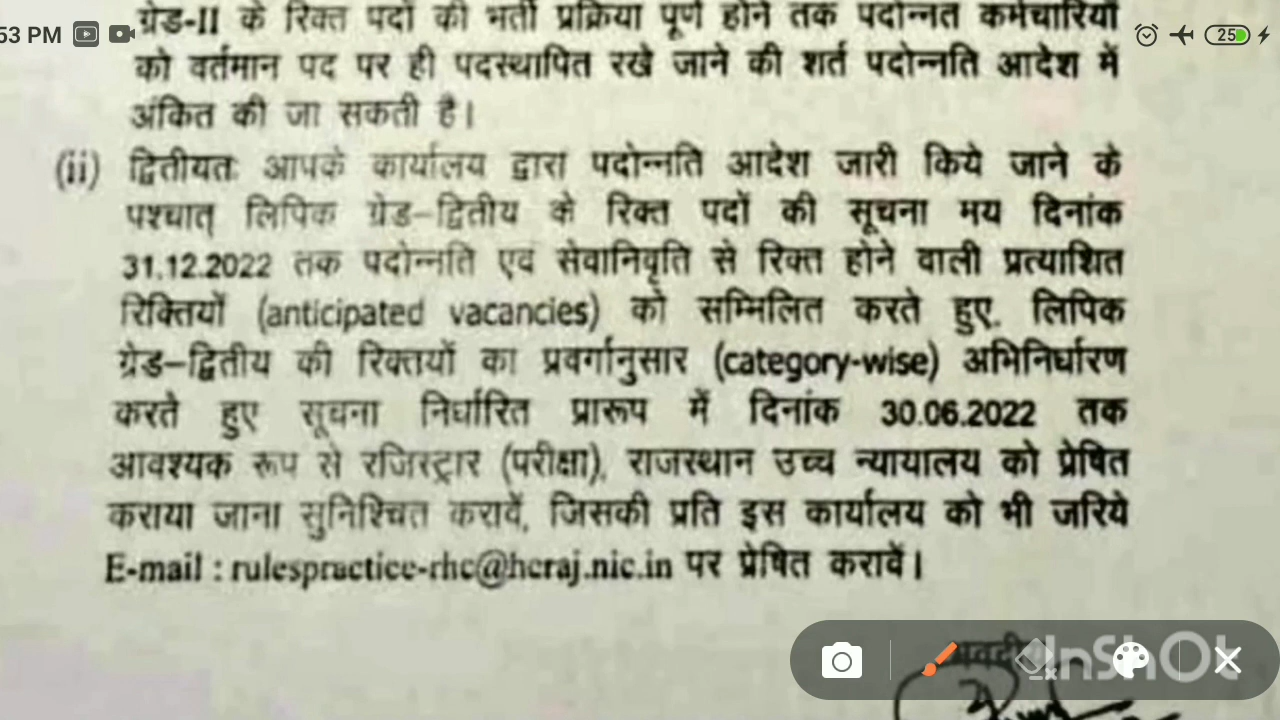 53 PM
25
ग्रेड-II के रिक्त पदों की भर्ती प्रक्रिया पूर्ण होने तक पदोन्नत कर्मचारियों
को वर्तमान पद पर ही पदस्थापित रखे जाने की शर्त पदोन्नति आदेश में
अंकित की जा सकती है।
(ii) द्वितीयतः आपके कार्यालय द्वारा पदोन्नति आदेश जारी किये जाने के
पश्चात् लिपिक ग्रेड–द्वितीय के रिक्त पदों की सूचना मय दिनांक
31.12.2022 तक पदोन्नति एवं सेवानिवृति से रिक्त होने वाली प्रत्याशित
रिक्तियों (anticipated vacancies) को सम्मिलित करते हुए, लिपिक
ग्रेड–द्वितीय की रिक्तयों का प्रवर्गानुसार (category-wise) अभिनिर्धारण
करते हुए सूचना निर्धारित प्रारूप में दिनांक 30.06.2022 तक
आवश्यक रूप से रजिस्ट्रार (परीक्षा), राजस्थान उच्च न्यायालय को प्रेषित
कराया जाना सुनिश्चित करावें, जिसकी प्रति इस कार्यालय को भी जरिये
E-mail : rulespractice-rhc@hcraj.nic.in पर प्रेषित करावें।
InShOt